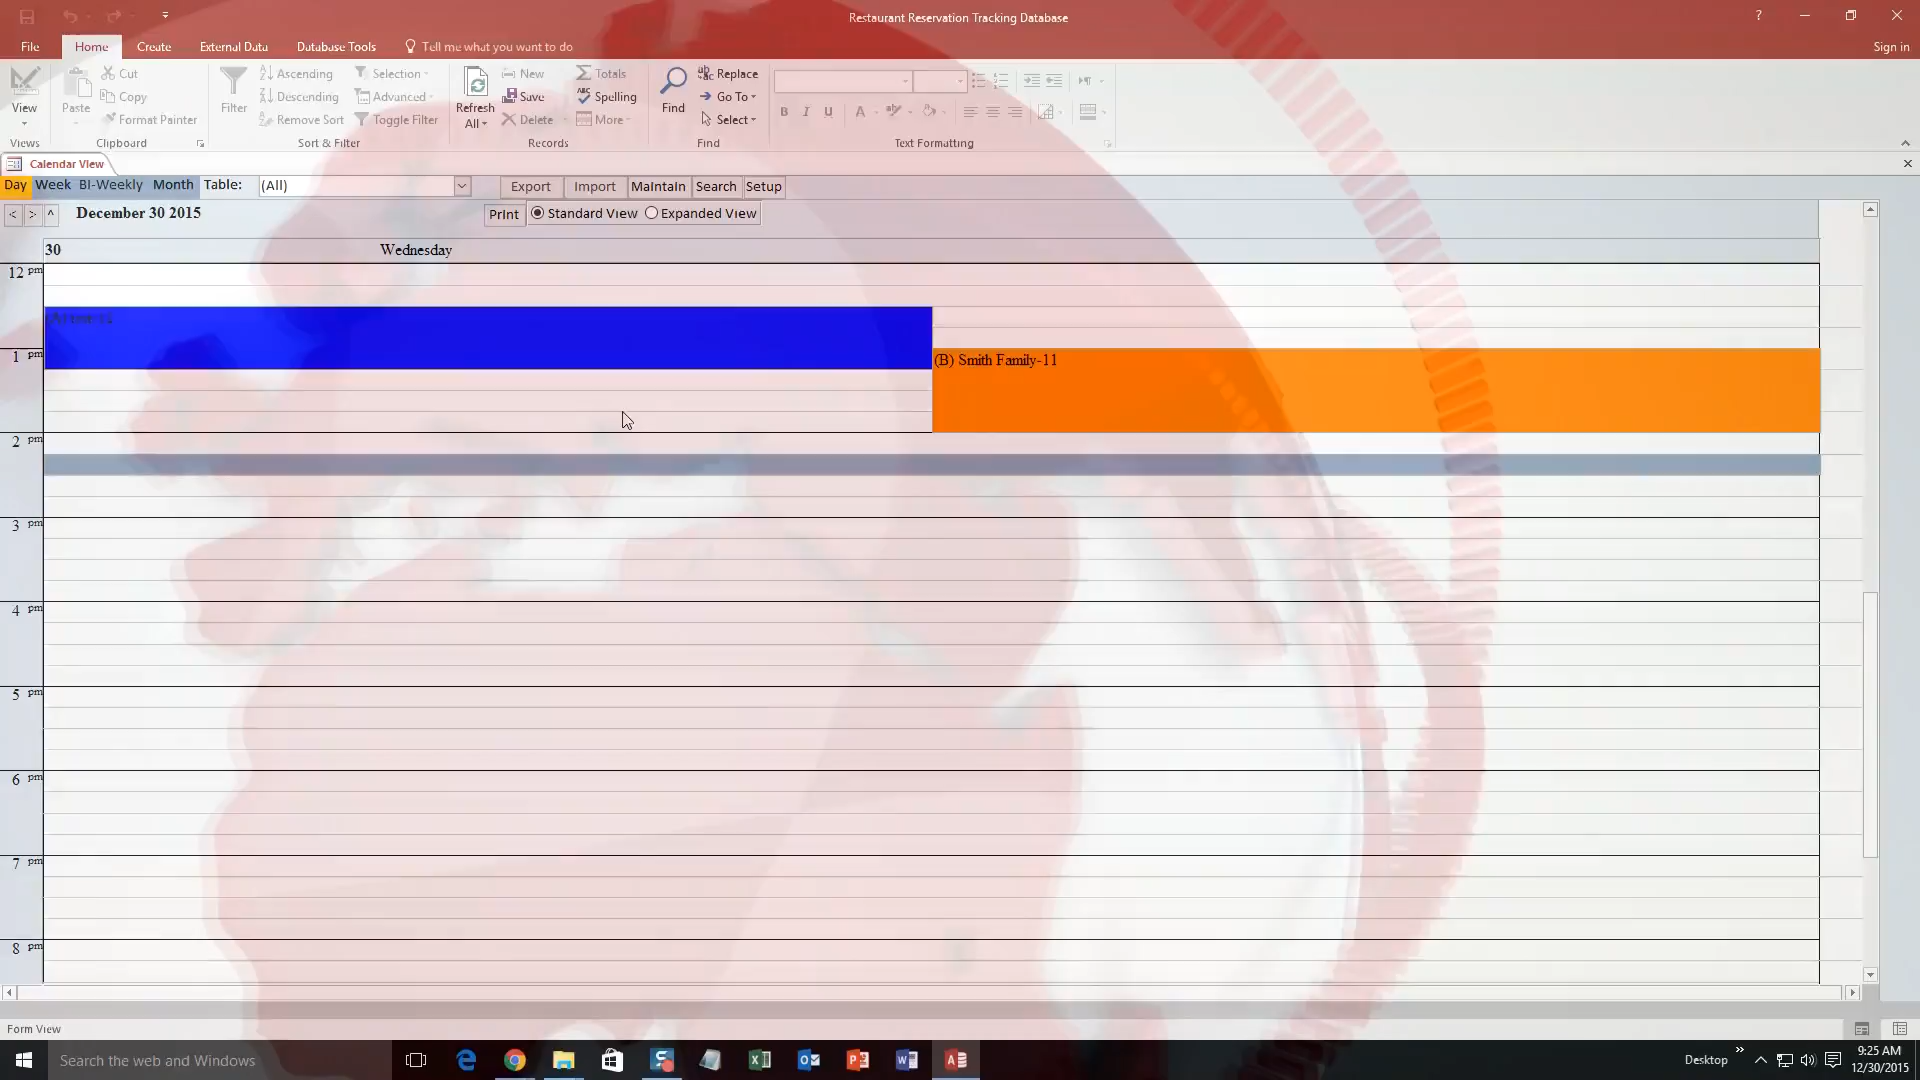 Restaurant Reservation Tracking Database
?
File Home Create External Data Database Tools Tell me what you want to do Sign in
View Paste Cut Copy Format Painter Filter Ascending Descending Remove Sort Selection Advanced Toggle Filter Refresh All New Save Delete Totals Spelling More Find Replace Go To Select B I U A
Views Clipboard Sort & Filter Records Find Text Formatting
Calendar View
Day Week BI-Weekly Month Table: (All) Export Import Maintain Search Setup
< > ^ December 30 2015 Print Standard View Expanded View
30 Wednesday
12 pm
1 pm
(B) Smith Family-11
2 pm
3 pm
4 pm
5 pm
6 pm
7 pm
8 pm
Form View
Search the web and Windows
Desktop
9:25 AM
12/30/2015